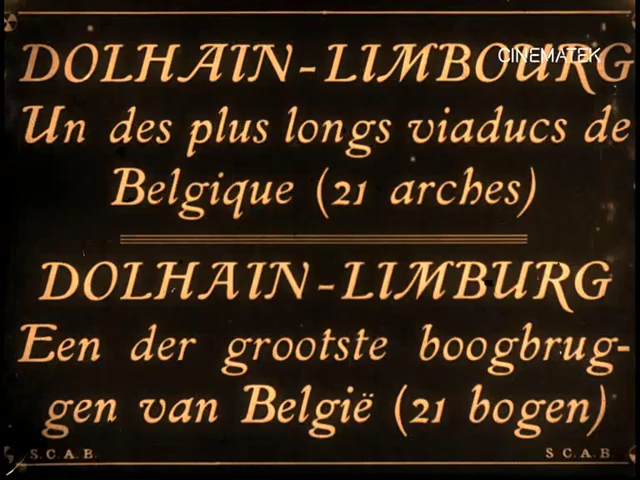 CINEMATEK
DOLHAIN-LIMBOURG
Un des plus longs viaducs de
Belgique (21 arches)
DOLHAIN-LIMBURG
Een der grootste boogbrug-
gen van België (21 bogen)
S.C.A.B. S.C.A.B